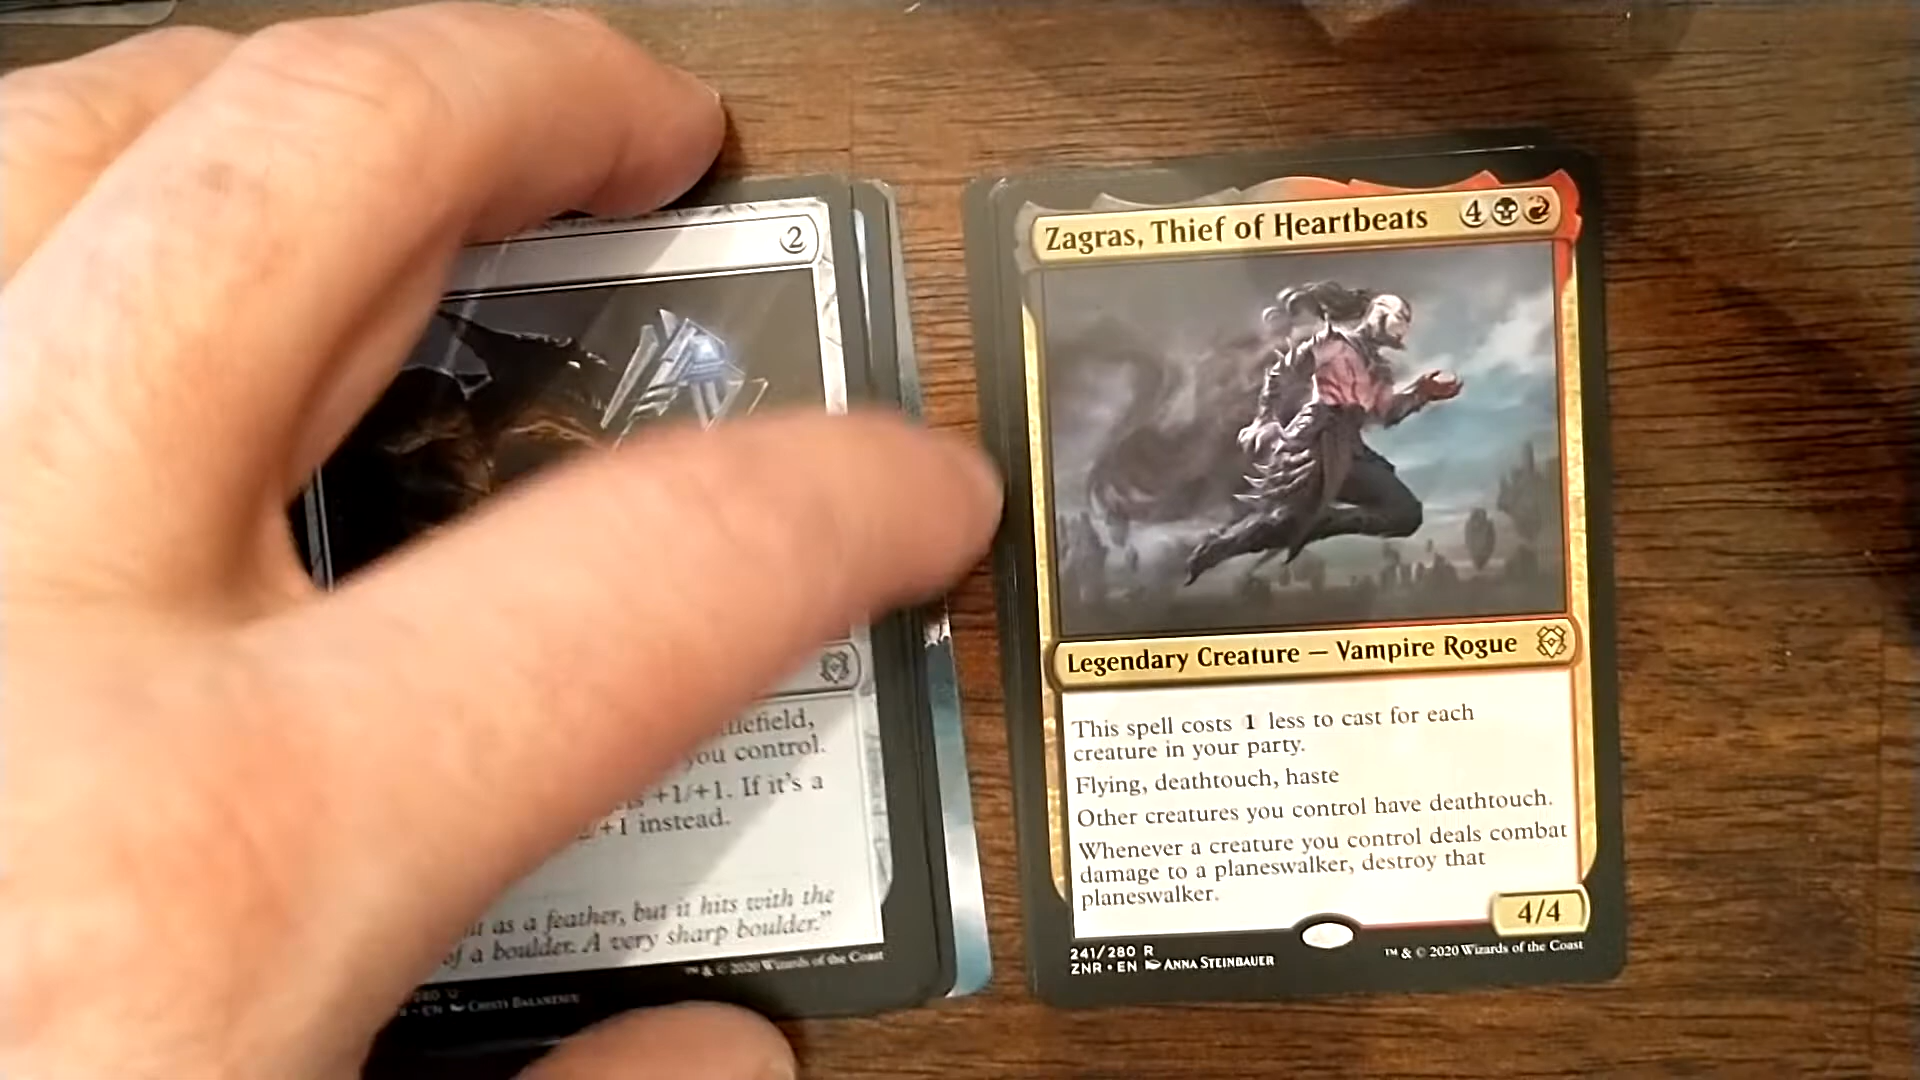 2
you control.
+1/+1. If it's a
+1 instead.
as a feather, but it hits with the
of a boulder. A very sharp boulder."
™ & © 2020 Wizards of the Coast
EN Cristi Balanescu
Zagras, Thief of Heartbeats 4
Legendary Creature — Vampire Rogue
This spell costs 1 less to cast for each
creature in your party.
Flying, deathtouch, haste
Other creatures you control have deathtouch.
Whenever a creature you control deals combat
damage to a planeswalker, destroy that
planeswalker.
4/4
241/280 R
ZNR • EN Anna Steinbauer
™ & © 2020 Wizards of the Coast